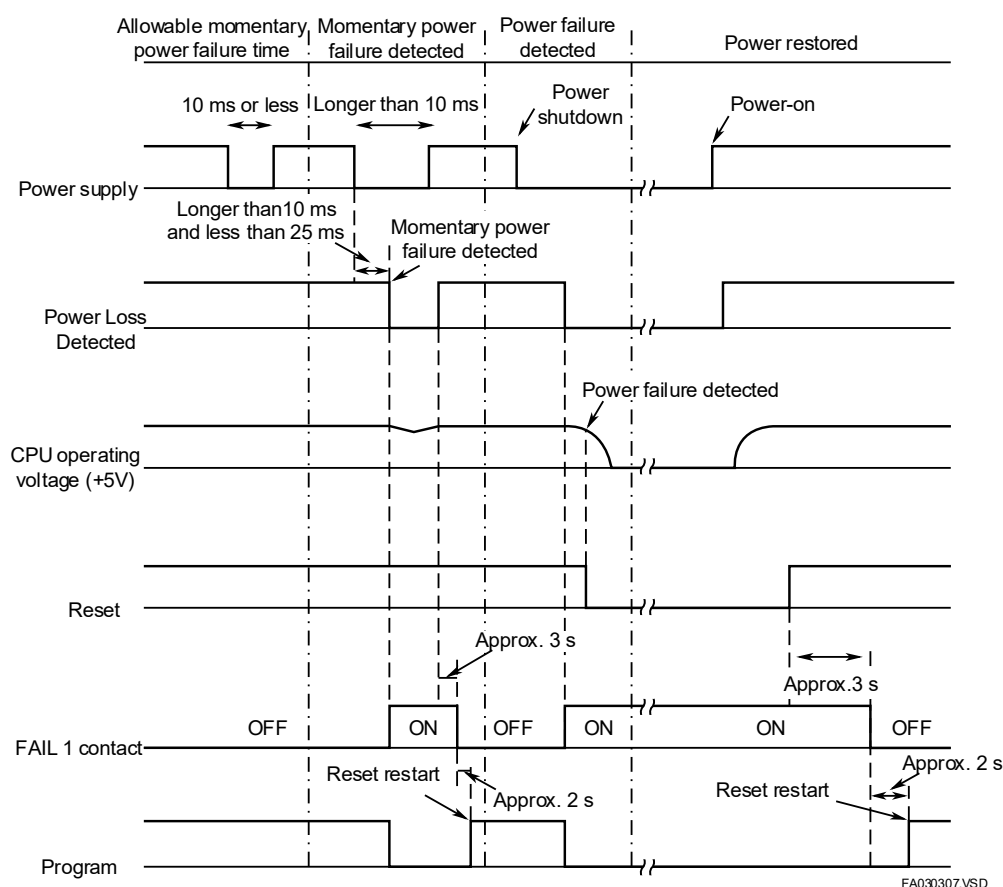 Allowable momentary
power failure time
Momentary power
failure detected
Power failure
detected
Power restored
10 ms or less
Longer than 10 ms
Power
shutdown
Power-on
Power supply
Longer than10 ms
and less than 25 ms
Momentary power
failure detected
Power Loss
Detected
Power failure detected
CPU operating
voltage (+5V)
Reset
Approx. 3 s
Approx.3 s
OFF
ON
OFF
ON
ON
OFF
FAIL 1 contact
Reset restart
Approx. 2 s
Reset restart
Approx. 2 s
Program
FA030307.VSD